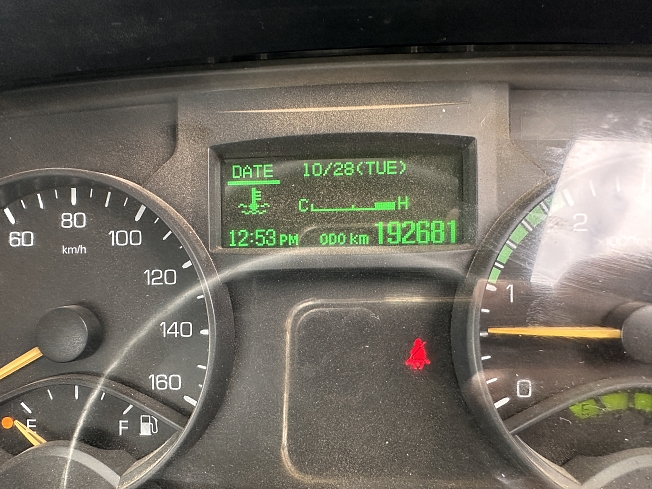 DATE 10/28(TUE)
C H
12:53 PM ODO km 192681
60 80 100 120 140 160
km/h
E F
0 1 2
E